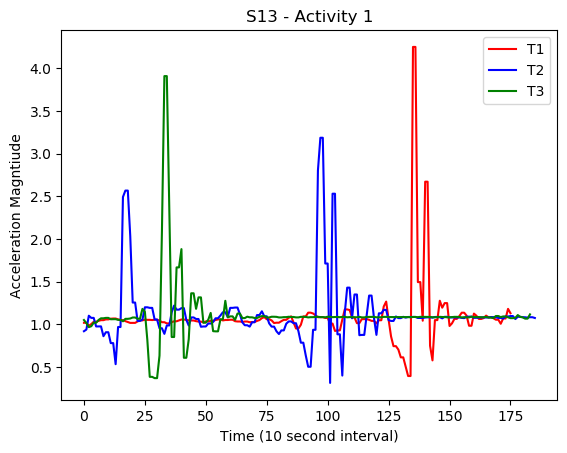 S13 - Activity 1
T1
T2
T3
Acceleration Magntiude
4.0
3.5
3.0
2.5
2.0
1.5
1.0
0.5
0 25 50 75 100 125 150 175
Time (10 second interval)